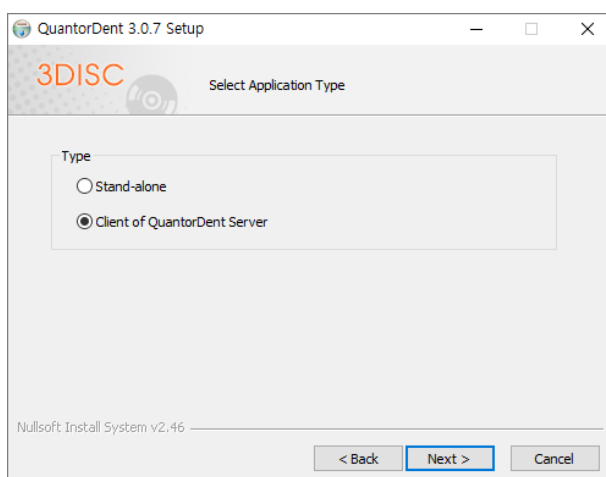 QuantorDent 3.0.7 Setup
3DISC
Select Application Type
Type
Stand-alone
Client of QuantorDent Server
Nullsoft Install System v2.46
< Back
Next >
Cancel